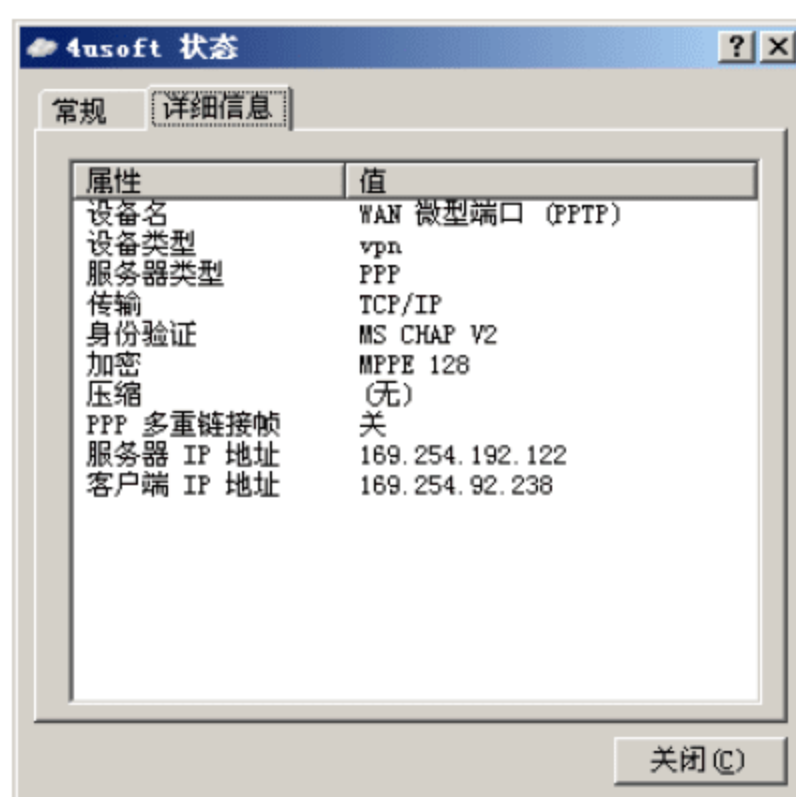 4usoft 状态
常规 详细信息
属性 值
设备名 WAN 微型端口 (PPTP)
设备类型 vpn
服务器类型 PPP
传输 TCP/IP
身份验证 MS CHAP V2
加密 MPPE 128
压缩 (无)
PPP 多重链接帧 关
服务器 IP 地址 169.254.192.122
客户端 IP 地址 169.254.92.238
关闭(C)